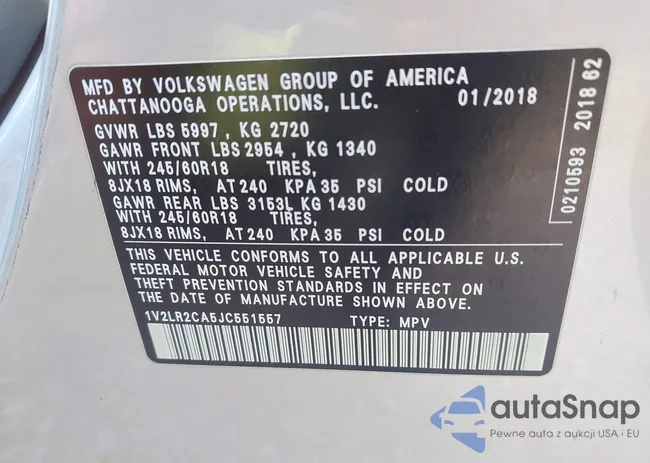 MFD BY VOLKSWAGEN GROUP OF AMERICA
CHATTANOOGA OPERATIONS, LLC. 01/2018
GVWR LBS 5997 , KG 2720
GAWR FRONT LBS 2954 , KG 1340
WITH 245/60R18 TIRES,
8JX18 RIMS, AT 240 KPA 35 PSI COLD
GAWR REAR LBS 3153L KG 1430
WITH 245/60R18 TIRES,
8JX18 RIMS, AT 240 KPA 35 PSI COLD
THIS VEHICLE CONFORMS TO ALL APPLICABLE U.S.
FEDERAL MOTOR VEHICLE SAFETY AND
THEFT PREVENTION STANDARDS IN EFFECT ON
THE DATE OF MANUFACTURE SHOWN ABOVE.
1V2LR2CA5JC551557 TYPE: MPV
0210593 2018 62
autaSnap
Pewne auta z aukcji USA i EU